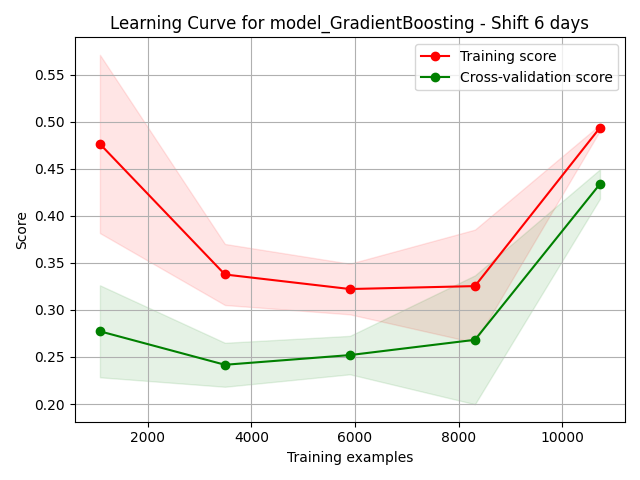 Learning Curve for model_GradientBoosting - Shift 6 days
Training score
Cross-validation score
Score
0.55
0.50
0.45
0.40
0.35
0.30
0.25
0.20
2000 4000 6000 8000 10000
Training examples